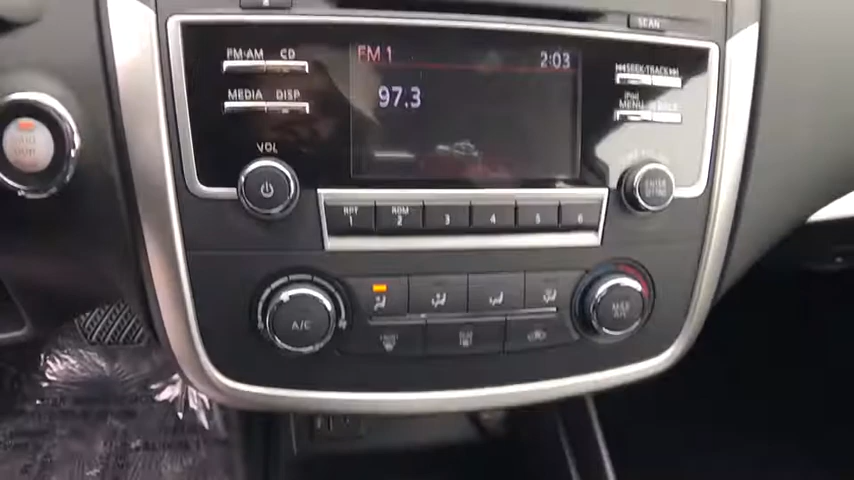 SCAN
FM·AM CD
FM 1 2:03
SEEK·TRACK
MEDIA DISP
97.3
iPod
MENU
VOL
ENTER
RPT 1 RDM 2 3 4 5 6
A/C
MAX A/C